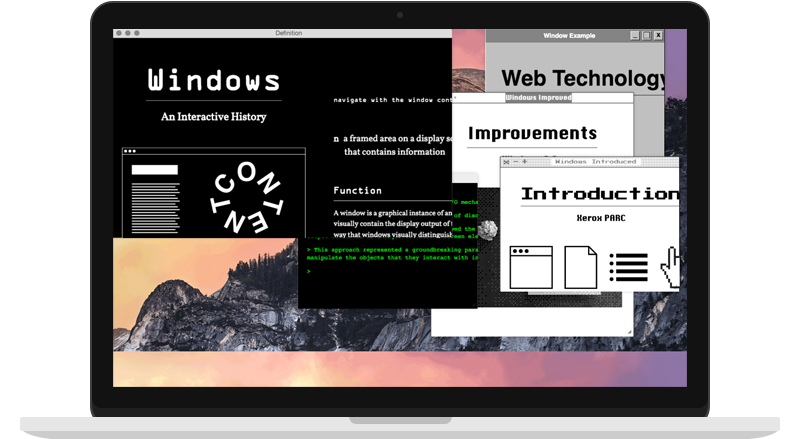 Definition
Windows
An Interactive History
CONTENT
navigate with the window
n a framed area on a display
that contains information
Function
A window is a graphical instance of an
visually contain the display output of
way that windows visually
> This approach represented a groundbreaking
manipulate the objects that they interact with
>
Window Example
Web Technology
Windows Improved
Improvements
Windows Introduced
Introduction
Xerox PARC